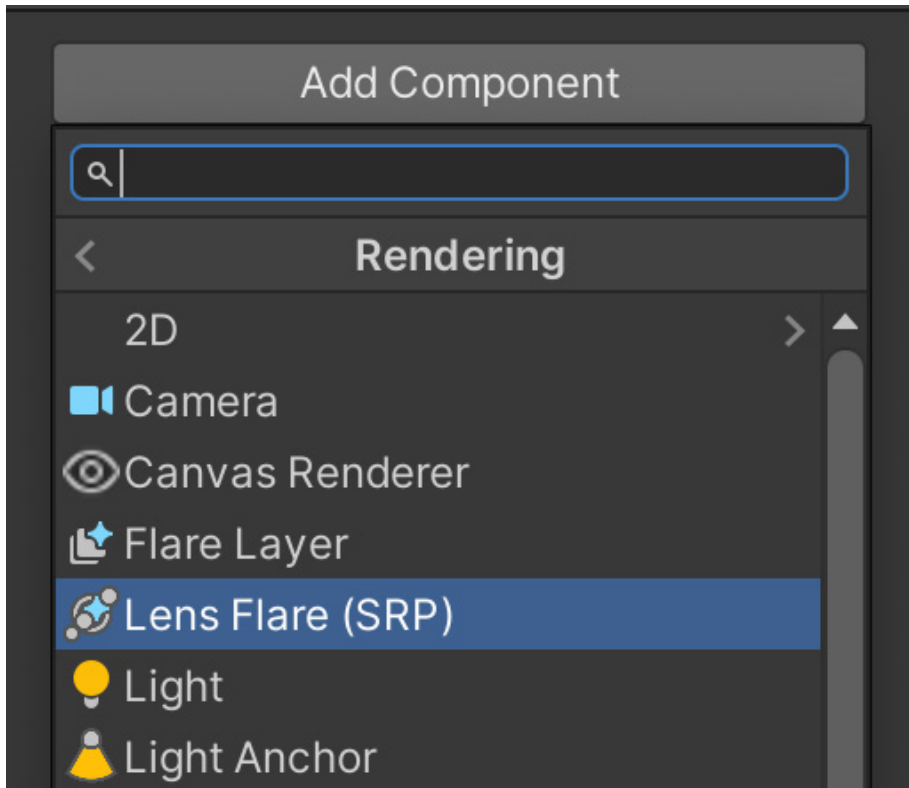 Add Component
Rendering
2D
Camera
Canvas Renderer
Flare Layer
Lens Flare (SRP)
Light
Light Anchor